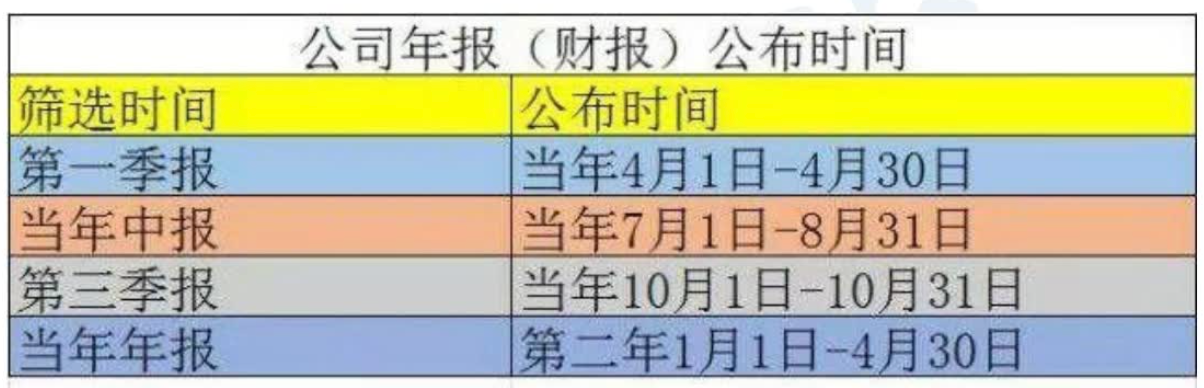 公司年报（财报）公布时间
筛选时间 公布时间
第一季报 当年4月1日-4月30日
当年中报 当年7月1日-8月31日
第三季报 当年10月1日-10月31日
当年年报 第二年1月1日-4月30日